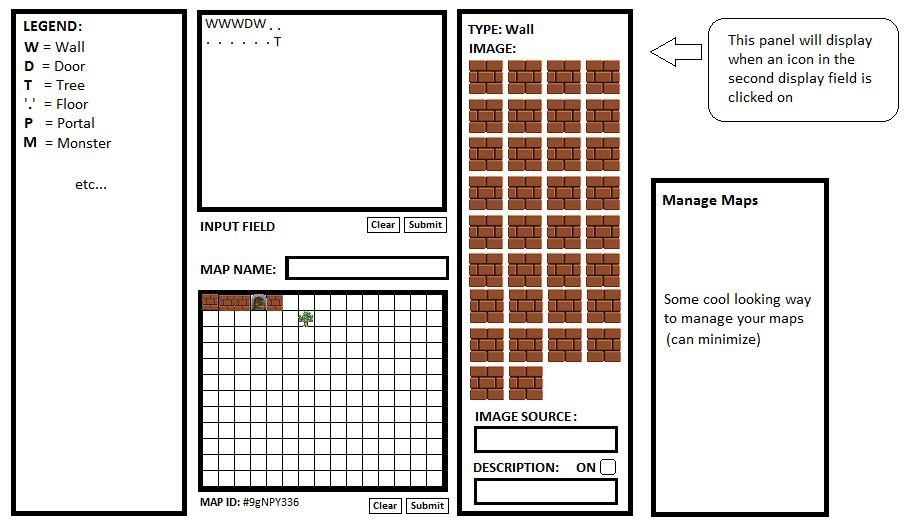 LEGEND:
W = Wall
D = Door
T = Tree
'.' = Floor
P = Portal
M = Monster
etc...
WWWDW . .
. . . . . . T
INPUT FIELD
Clear
Submit
MAP NAME:
MAP ID: #9gNPY336
Clear
Submit
TYPE: Wall
IMAGE:
IMAGE SOURCE:
DESCRIPTION: ON
This panel will display
when an icon in the
second display field is
clicked on
Manage Maps
Some cool looking way
to manage your maps
(can minimize)